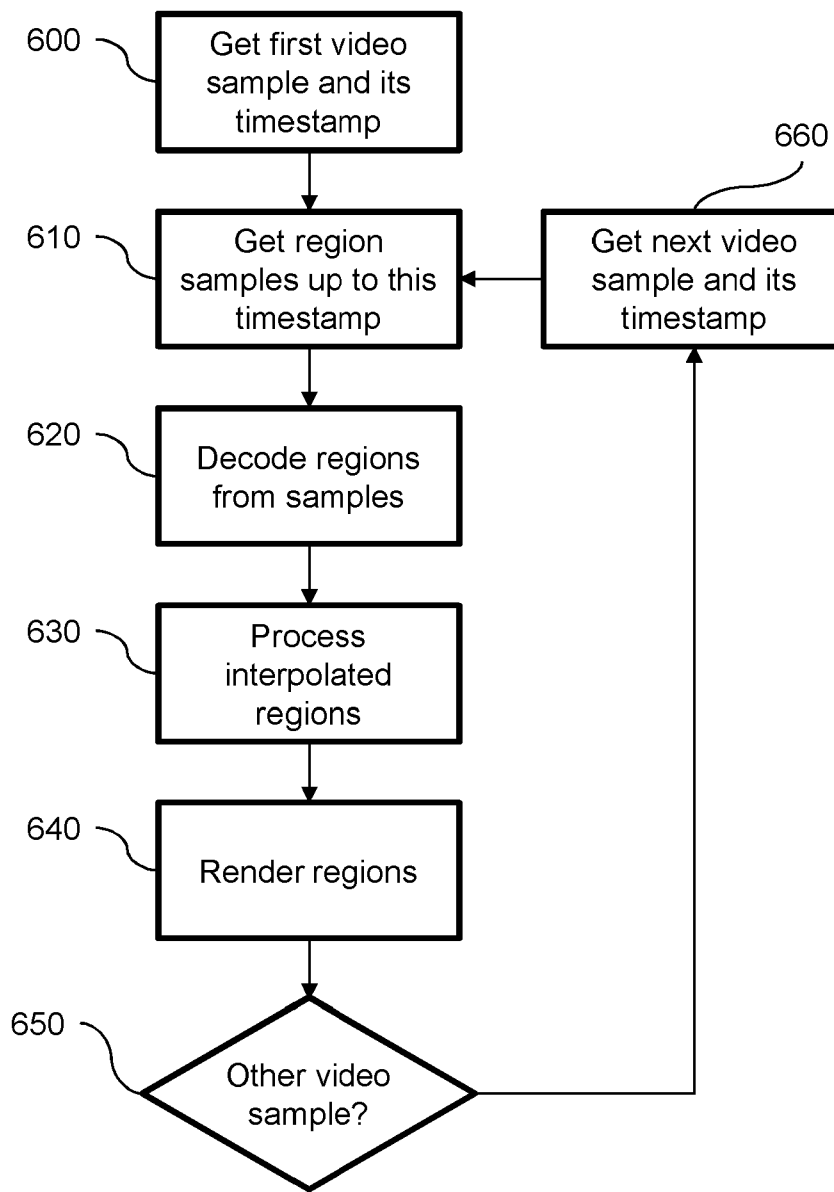 600
Get first video
sample and its
timestamp
660
610
Get region
samples up to this
timestamp
Get next video
sample and its
timestamp
620
Decode regions
from samples
630
Process
interpolated
regions
640
Render regions
650
Other video
sample?